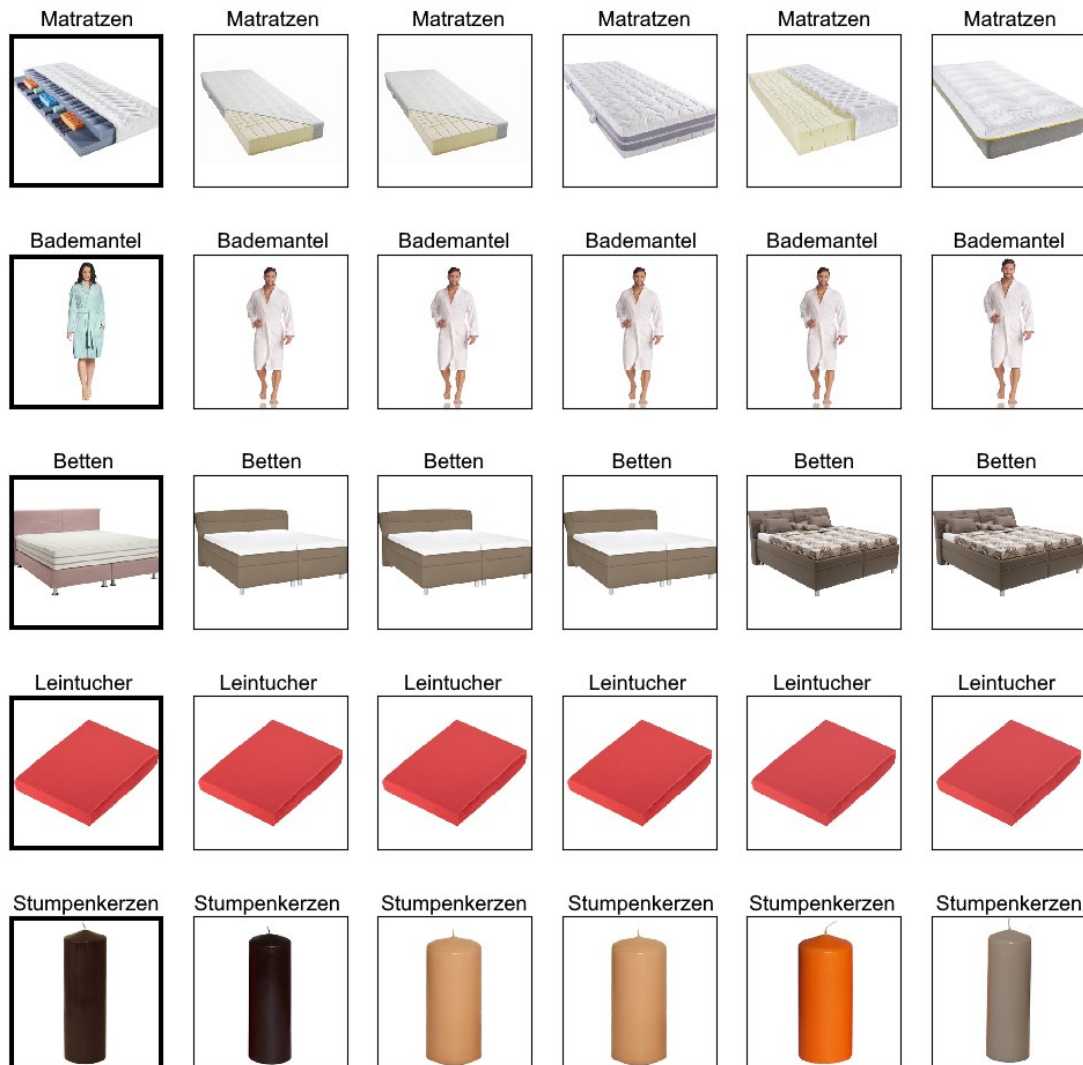 Matratzen Matratzen Matratzen Matratzen Matratzen Matratzen
Bademantel Bademantel Bademantel Bademantel Bademantel Bademantel
Betten Betten Betten Betten Betten Betten
Leintucher Leintucher Leintucher Leintucher Leintucher Leintucher
Stumpenkerzen Stumpenkerzen Stumpenkerzen Stumpenkerzen Stumpenkerzen Stumpenkerzen